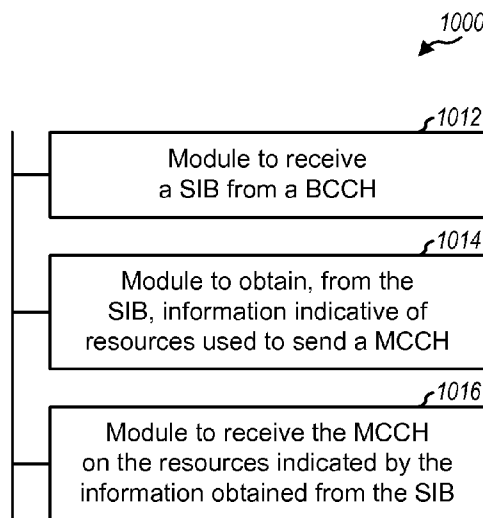 1000
1012
Module to receive
a SIB from a BCCH
1014
Module to obtain, from the
SIB, information indicative of
resources used to send a MCCH
1016
Module to receive the MCCH
on the resources indicated by the
information obtained from the SIB